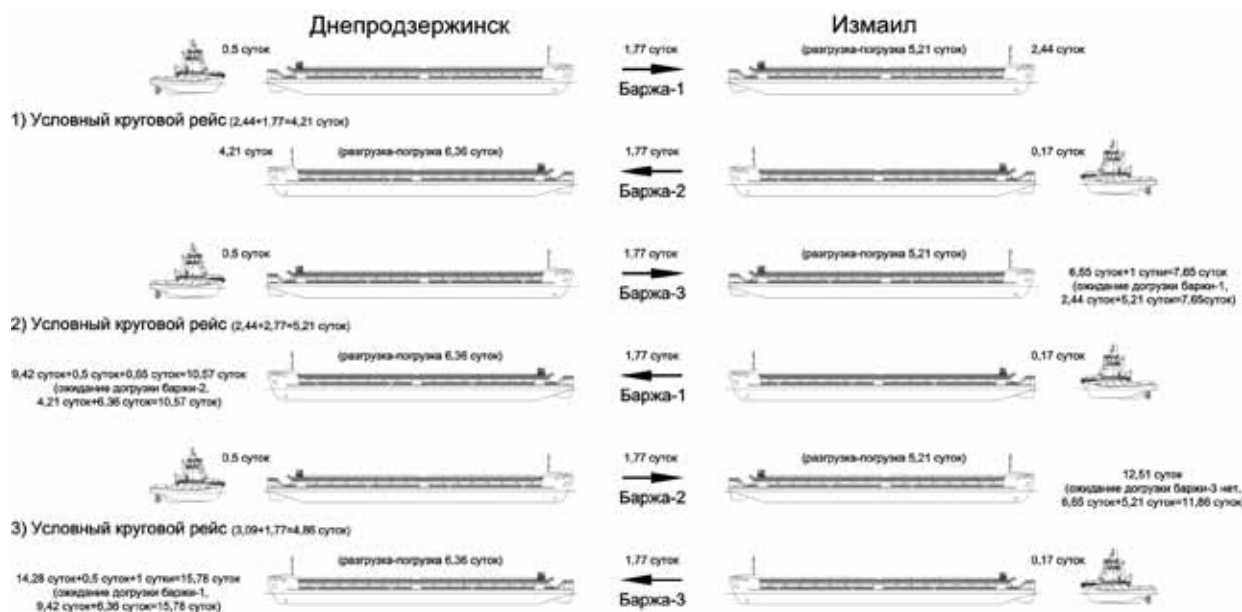 Днепродзержинск
Измаил
0,5 суток
1,77 суток
(разгрузка-погрузка 5,21 суток)
2,44 суток
Баржа-1
1) Условный круговой рейс (2,44+1,77=4,21 суток)
4,21 суток
(разгрузка-погрузка 6,36 суток)
1,77 суток
0,17 суток
Баржа-2
0,5 суток
1,77 суток
(разгрузка-погрузка 5,21 суток)
Баржа-3
6,65 суток+1 сутки=7,65 суток
(ожидание догрузки баржи-1,
2,44 суток+5,21 суток=7,65суток)
2) Условный круговой рейс (2,44+2,77=5,21 суток)
(разгрузка-погрузка 6,36 суток)
1,77 суток
0,17 суток
9,42 суток+0,5 суток+0,65 суток=10,57 суток
(ожидание догрузки баржи-2,
4,21 суток+6,36 суток=10,57 суток)
Баржа-1
0,5 суток
1,77 суток
(разгрузка-погрузка 5,21 суток)
Баржа-2
12,51 суток
(ожидание догрузки баржи-3 нет,
6,65 суток+5,21 суток=11,86 суток)
3) Условный круговой рейс (3,09+1,77=4,86 суток)
(разгрузка-погрузка 6,36 суток)
1,77 суток
0,17 суток
14,28 суток+0,5 суток+1 сутки=15,78 суток
(ожидание догрузки баржи-1,
9,42 суток+6,36 суток=15,78 суток)
Баржа-3